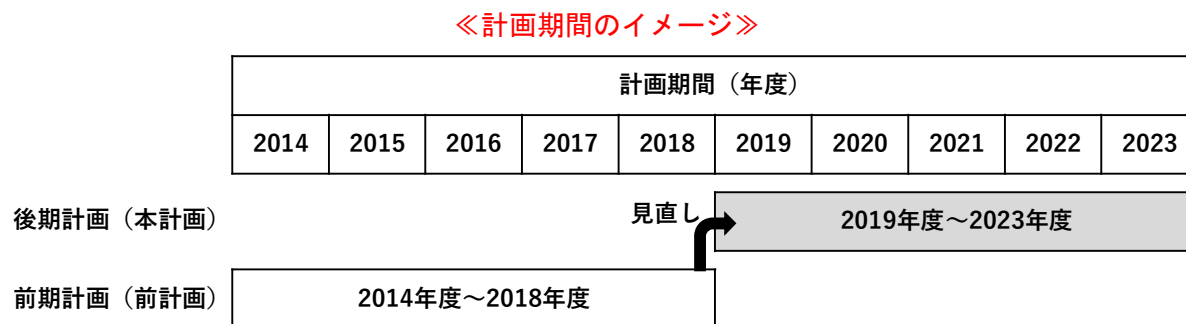 ≪計画期間のイメージ≫
計画期間（年度）
2014 2015 2016 2017 2018 2019 2020 2021 2022 2023
後期計画（本計画） 見直し 2019年度～2023年度
前期計画（前計画） 2014年度～2018年度